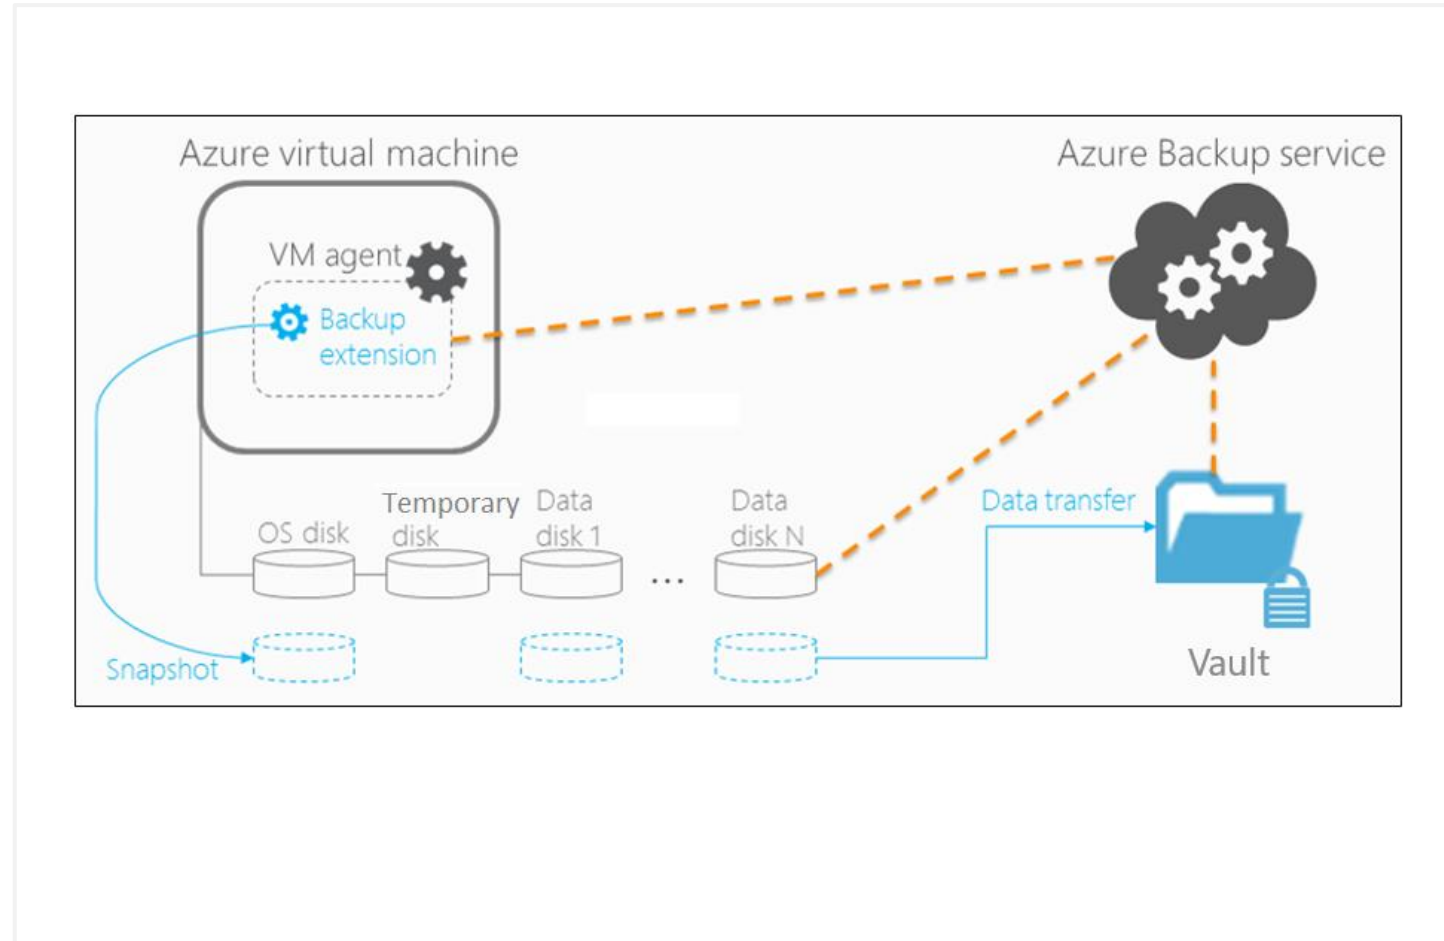 Azure virtual machine
Azure Backup service
VM agent
Backup
extension
Temporary
disk
Data
disk 1
Data
disk N
OS disk
...
Data transfer
Snapshot
Vault